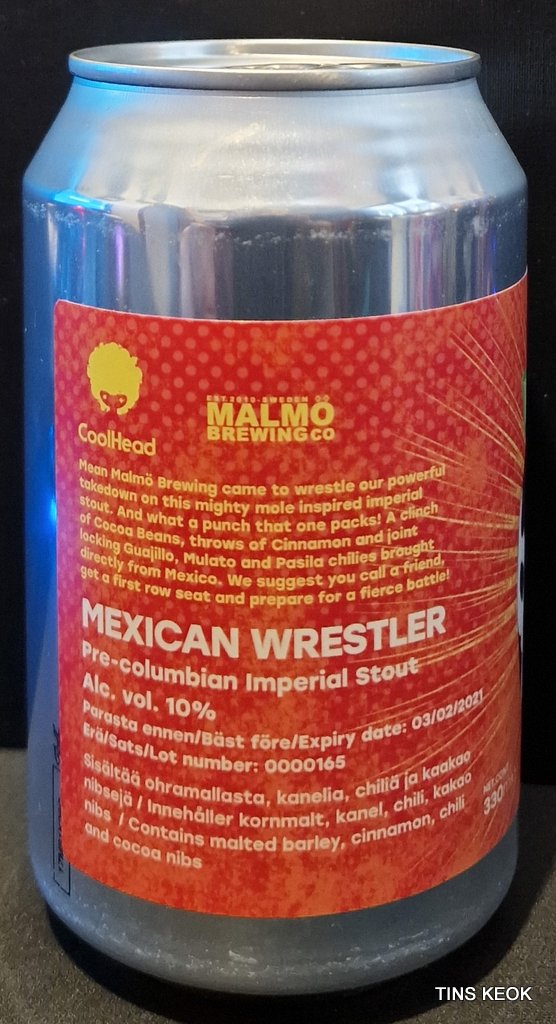 CoolHead
EST. 2010 · SWEDEN
MALMÖ
BREWING CO
Mean Malmö Brewing came to wrestle our powerful
takedown on this mighty mole inspired imperial
stout. And what a punch that one packs! A clinch
of Cocoa Beans, throws of Cinnamon and joint
locking Guajillo, Mulato and Pasila chilies brought
directly from Mexico. We suggest you call a friend,
get a first row seat and prepare for a fierce battle!
MEXICAN WRESTLER
Pre-columbian Imperial Stout
Alc. vol. 10%
Parasta ennen/Bäst före/Expiry date: 03/02/2021
Erä/Sats/Lot number: 0000165
Sisältää ohramallasta, kanelia, chiliä ja kaakao
nibsejä / Innehåller kornmalt, kanel, chili, kakao
nibs / Contains malted barley, cinnamon, chili
and cocoa nibs
330
TINS KEOK